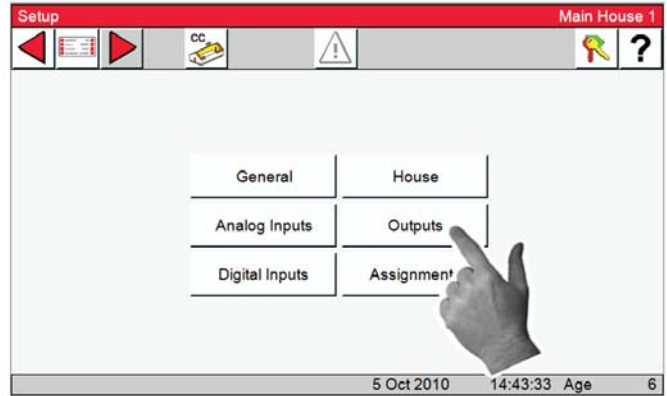 Setup Main House 1
CC
?
General House
Analog Inputs Outputs
Digital Inputs Assignment
5 Oct 2010 14:43:33 Age 6